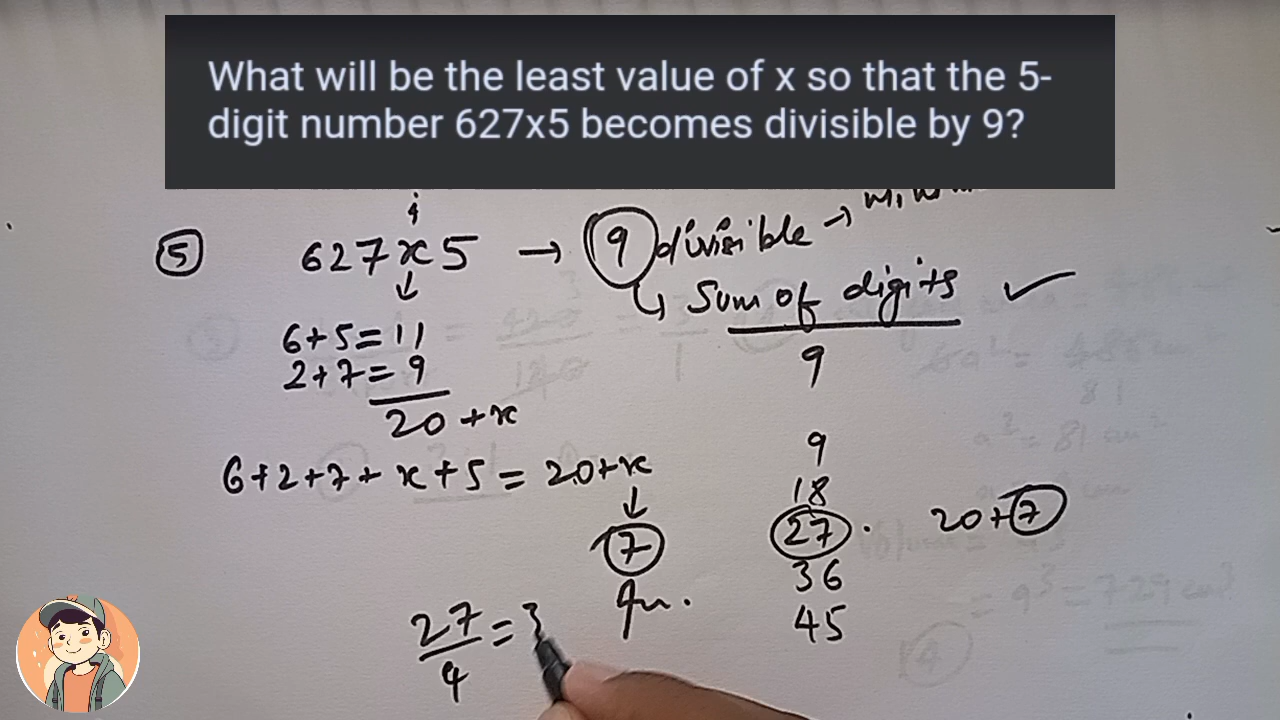 What will be the least value of x so that the 5-
digit number 627x5 becomes divisible by 9?
5 627x5 → 9 divisible →
↓ ↳ Sum of digits ✓
6+5=11
2+7=9 9
20+x
9
6+2+7+x+5=20+x
↓ 18
7 27. 20+7
36
45
27/4=3